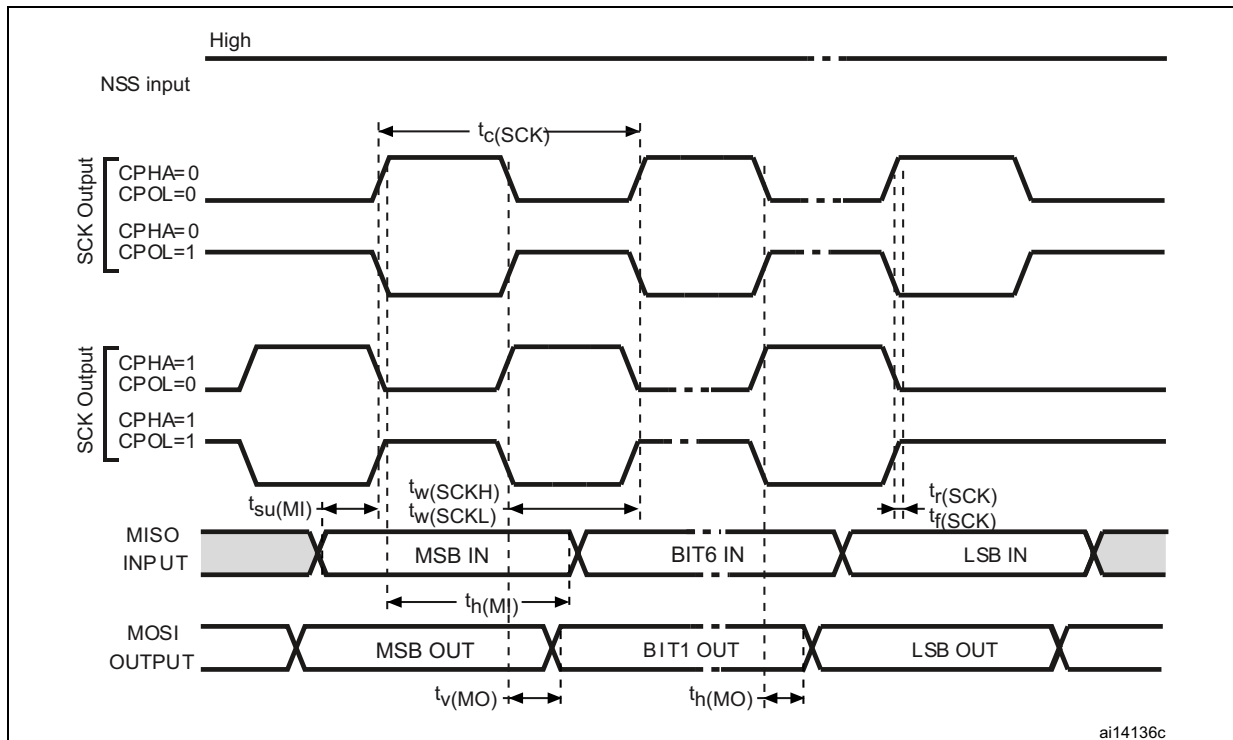 High
NSS input
tc(SCK)
SCK Output
CPHA=0
CPOL=0
CPHA=0
CPOL=1
SCK Output
CPHA=1
CPOL=0
CPHA=1
CPOL=1
tsu(MI)
tw(SCKH)
tw(SCKL)
tr(SCK)
tf(SCK)
MISO
INPUT
MSB IN
BIT6 IN
LSB IN
th(MI)
MOSI
OUTPUT
MSB OUT
BIT1 OUT
LSB OUT
tv(MO)
th(MO)
ai14136c